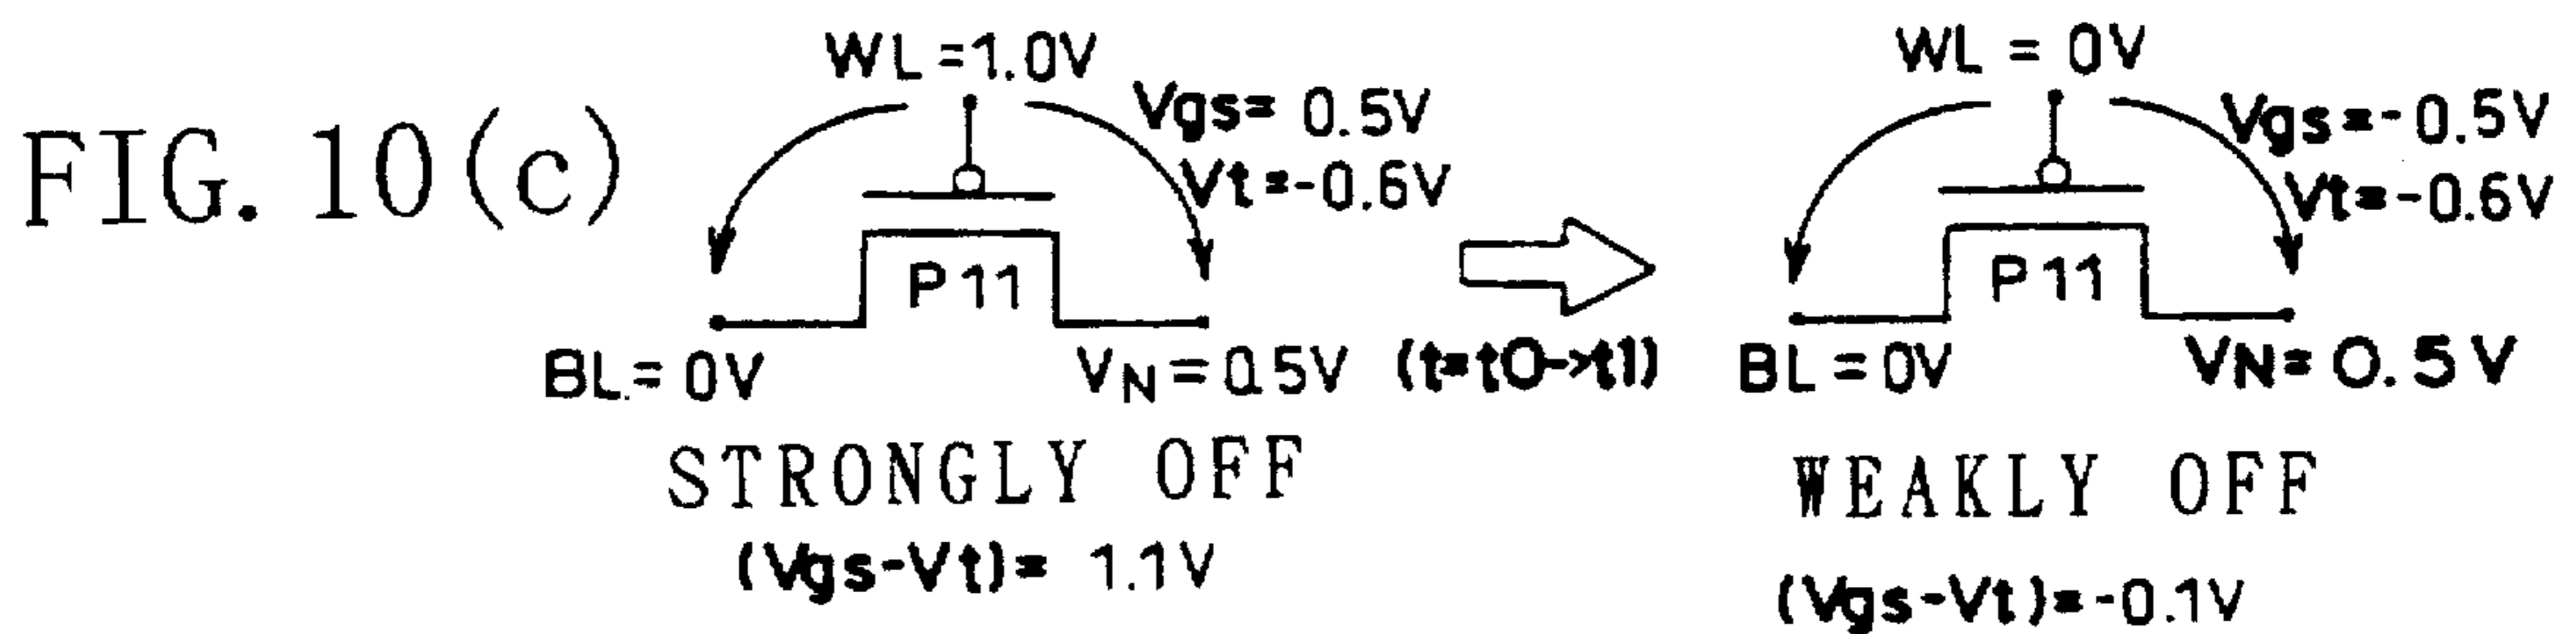 FIG. 10(c)
WL=1.0V
Vgs= 0.5V
Vt=-0.6V
P11
BL=0V
VN=0.5V
STRONGLY OFF
(Vgs-Vt)= 1.1V
(t=t0->t1)
WL=0V
Vgs=-0.5V
Vt=-0.6V
P11
BL=0V
VN=0.5V
WEAKLY OFF
(Vgs-Vt)=-0.1V